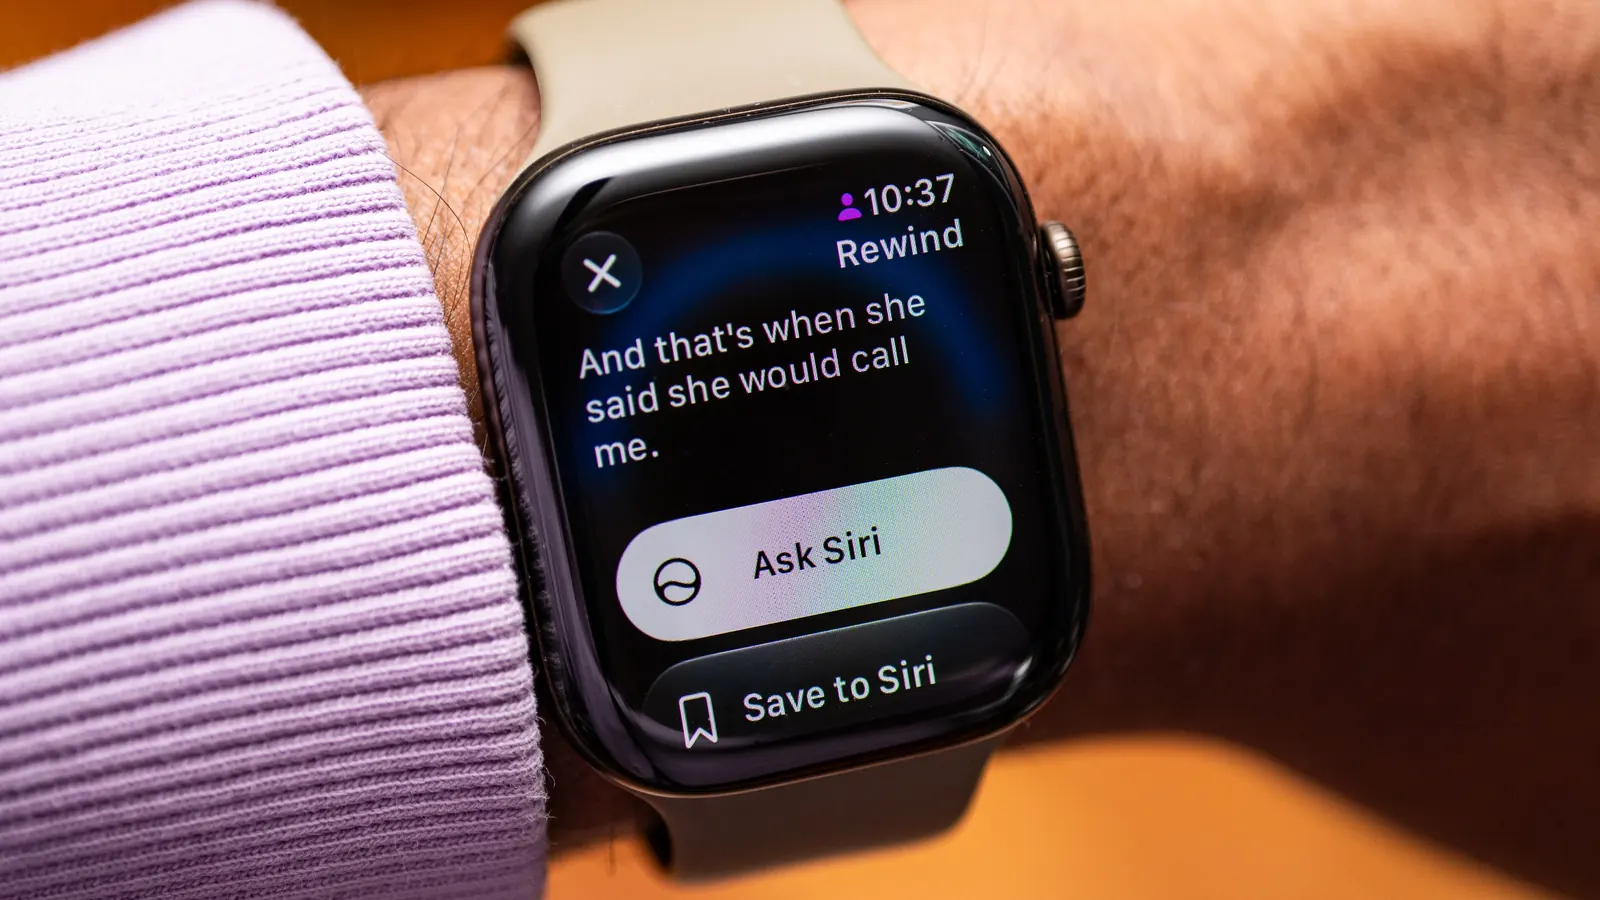 10:37
Rewind
And that's when she
said she would call
me.
Ask Siri
Save to Siri